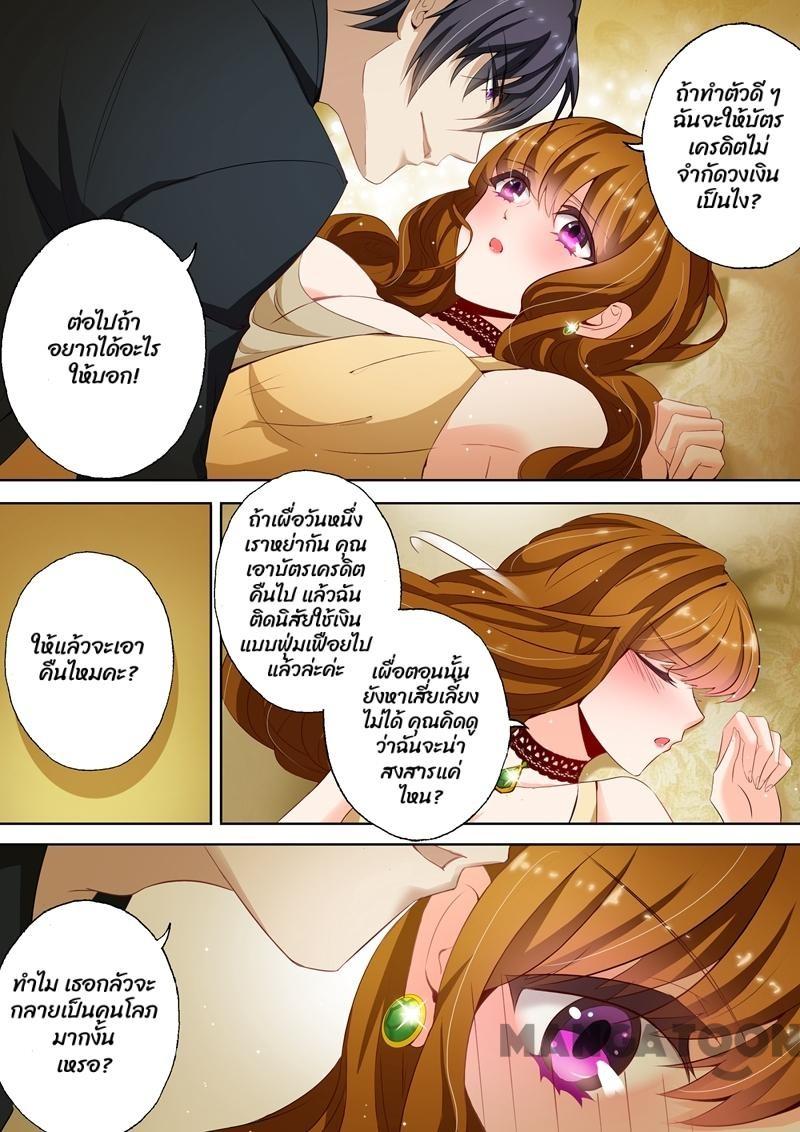 ถ้าทำตัวดี ๆ
ฉันจะให้บัตร
เครดิตไม่
จำกัดวงเงิน
เป็นไง?
ต่อไปถ้า
อยากได้อะไร
ให้บอก!
ให้แล้วจะเอา
คืนไหมคะ?
ถ้าเผื่อวันหนึ่ง
เราหย่ากัน คุณ
เอาบัตรเครดิต
คืนไป แล้วฉัน
ติดนิสัยใช้เงิน
แบบฟุ่มเฟือยไป
แล้วล่ะค่ะ
เผื่อตอนนั้น
ยังหาเสี่ยเลี้ยง
ไม่ได้ คุณคิดดู
ว่าฉันจะน่า
สงสารแค่
ไหน?
ทำไม เธอกลัวจะ
กลายเป็นคนโลภ
มากงั้น
เหรอ?
MANGATOON